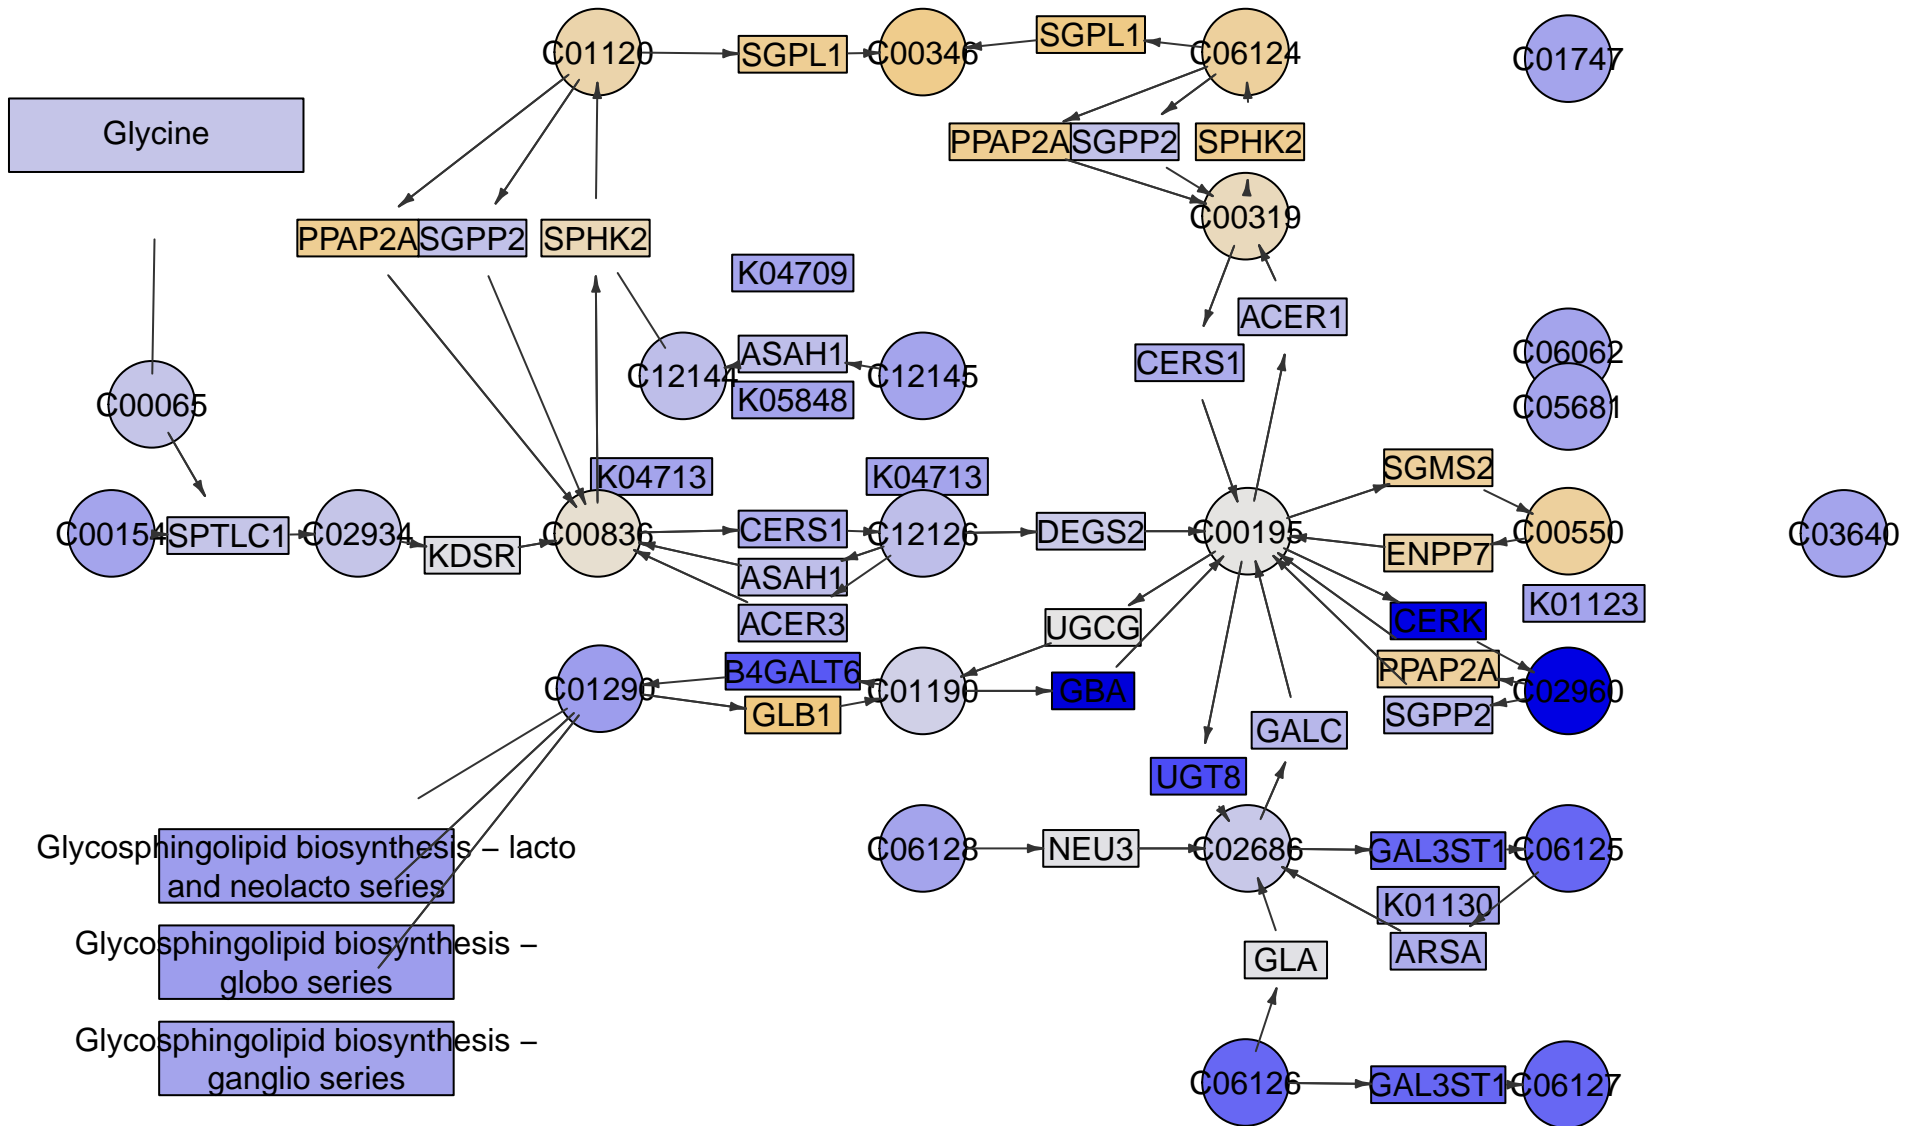 C01120
SGPL1
C00346
SGPL1
C06124
C01747
Glycine
PPAP2A
SGPP2
SPHK2
C00319
PPAP2A
SGPP2
SPHK2
K04709
ACER1
C12144
ASAH1
C12145
CERS1
C06062
K05848
C00065
C05681
K04713
K04713
SGMS2
C00154
SPTLC1
C02934
KDSR
C00836
CERS1
C12126
DEGS2
C00195
C00550
C03640
ENPP7
ASAH1
ACER3
K01123
UGCG
CERK
B4GALT6
PPAP2A
C01290
C01190
GBA
C02960
GLB1
SGPP2
GALC
UGT8
Glycosphingolipid biosynthesis – lacto
and neolacto series
C06128
NEU3
C02686
GAL3ST1
C06125
K01130
Glycosphingolipid biosynthesis –
globo series
GLA
ARSA
Glycosphingolipid biosynthesis –
ganglio series
C06126
GAL3ST1
C06127